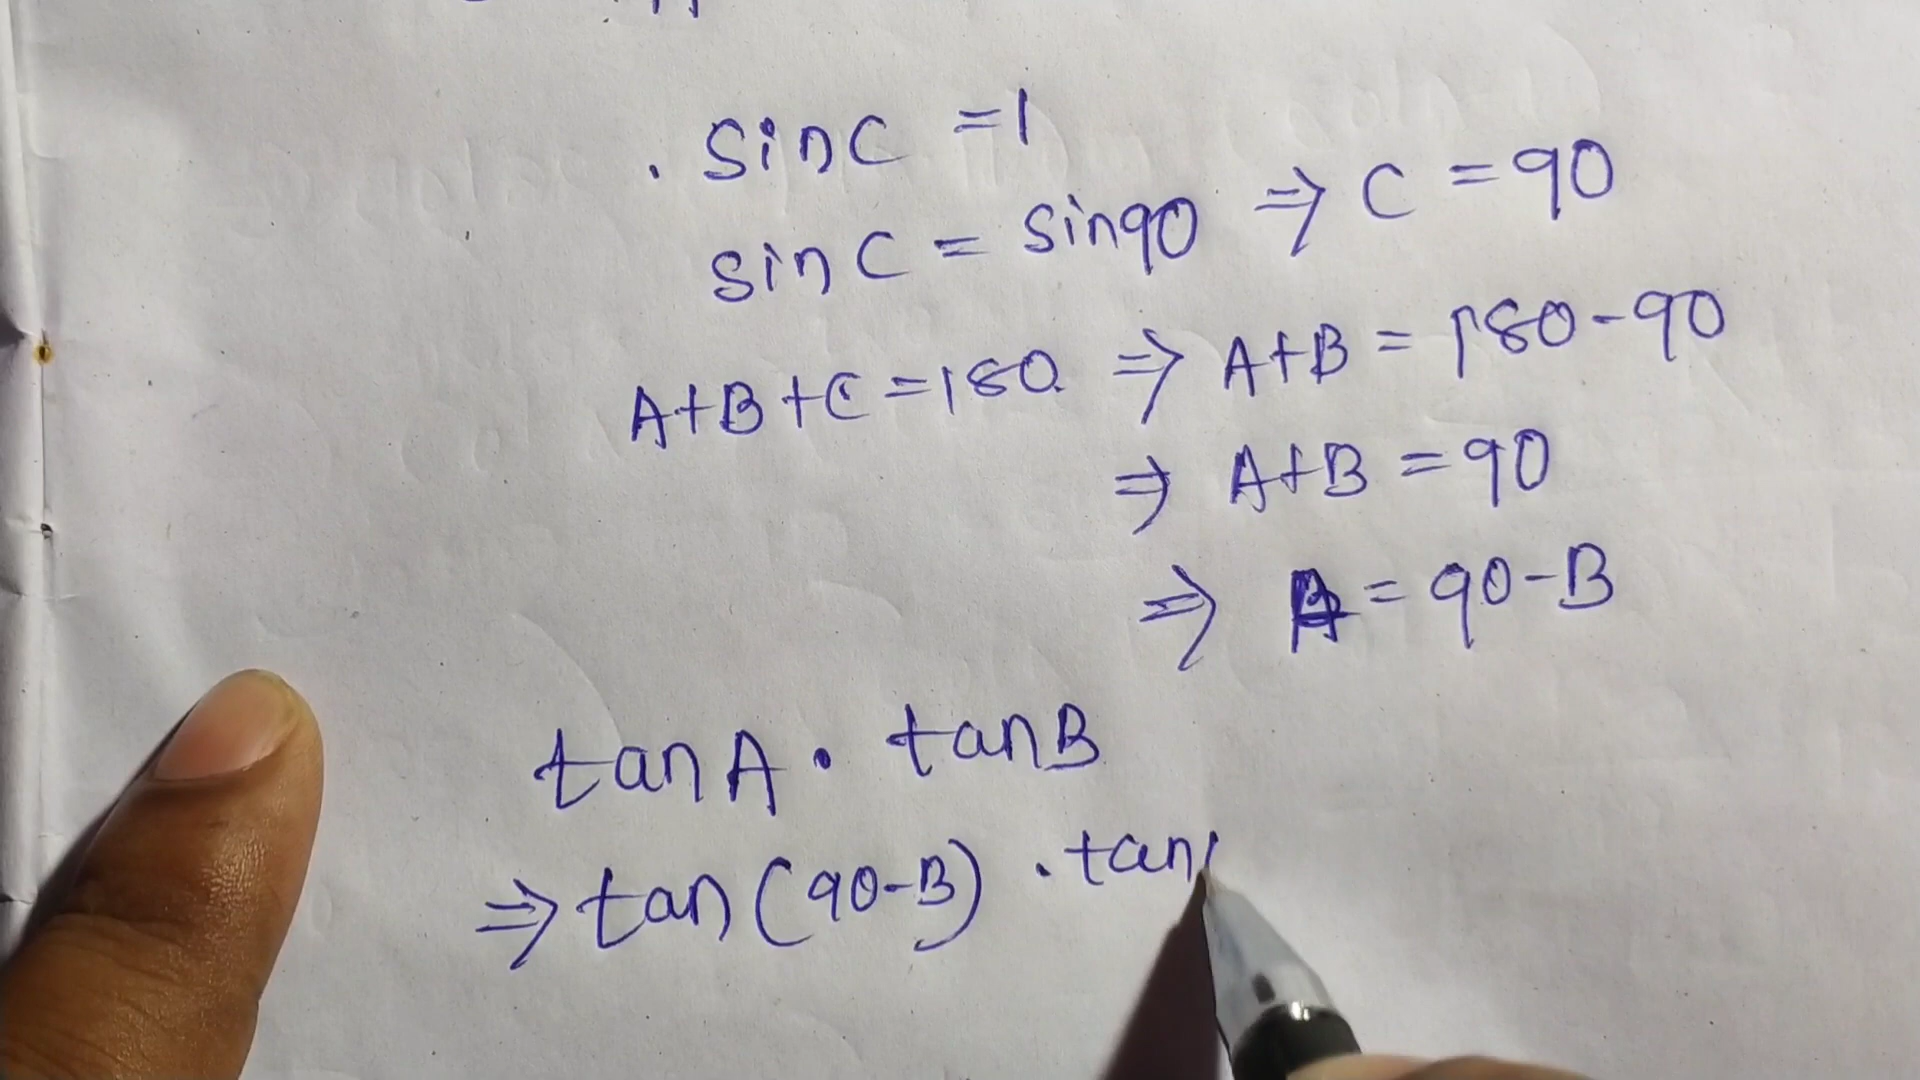 . sinC = 1
sinC = sin90 ⇒ C = 90
A+B+C = 180 ⇒ A+B = 180-90
⇒ A+B = 90
⇒ A = 90-B
tanA . tanB
⇒ tan(90-B) . tan